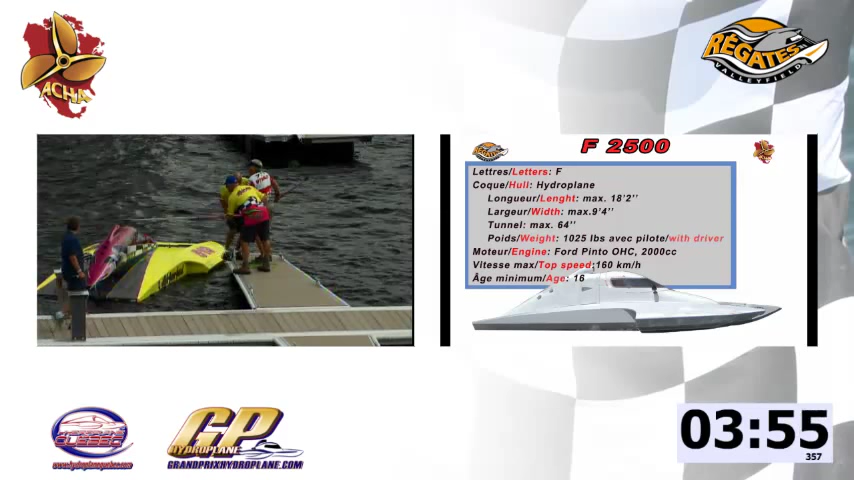 ACHA
RÉGATES
VALLEYFIELD
RÉGATES
F 2500
Lettres/Letters: F
Coque/Hull: Hydroplane
Longueur/Lenght: max. 18'2''
Largeur/Width: max.9'4''
Tunnel: max. 64''
Poids/Weight: 1025 lbs avec pilote/with driver
Moteur/Engine: Ford Pinto OHC, 2000cc
Vitesse max/Top speed:160 km/h
Âge minimum/Age: 16
CLASSIC
GP
HYDROPLANE
GRANDPRIXHYDROPLANE.COM
03:55
357